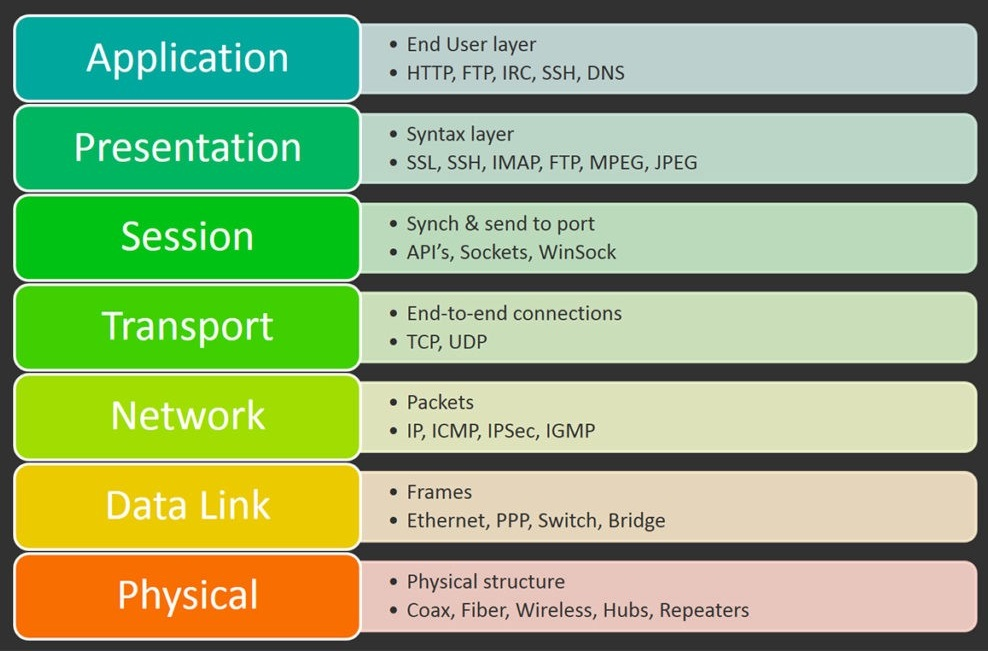 Application
• End User layer
• HTTP, FTP, IRC, SSH, DNS
Presentation
• Syntax layer
• SSL, SSH, IMAP, FTP, MPEG, JPEG
Session
• Synch & send to port
• API's, Sockets, WinSock
Transport
• End-to-end connections
• TCP, UDP
Network
• Packets
• IP, ICMP, IPSec, IGMP
Data Link
• Frames
• Ethernet, PPP, Switch, Bridge
Physical
• Physical structure
• Coax, Fiber, Wireless, Hubs, Repeaters